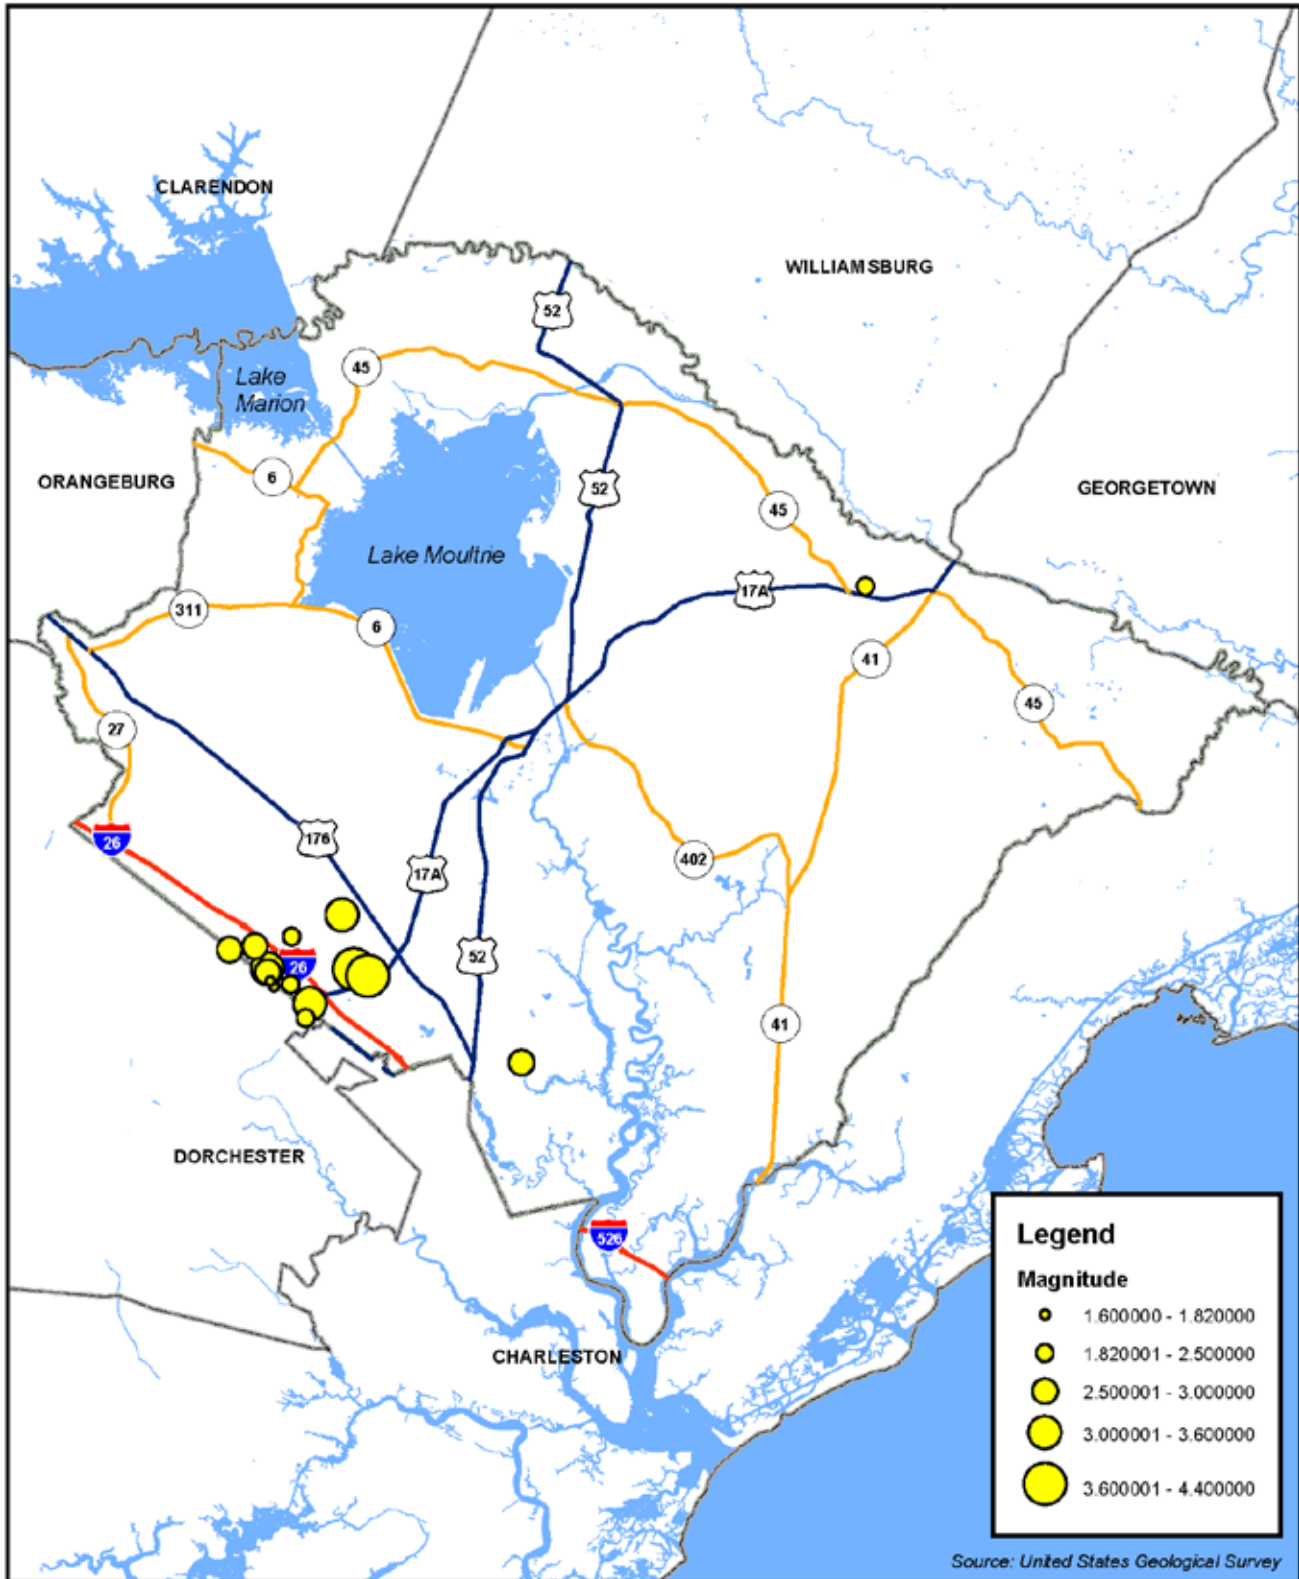 CLARENDON
WILLIAMSBURG
52
45
Lake
Marion
6
ORANGEBURG
52
GEORGETOWN
45
Lake Moultrie
17A
311
6
41
45
27
176
26
402
17A
52
26
41
DORCHESTER
526
CHARLESTON
Legend
Magnitude
1.600000 - 1.820000
1.820001 - 2.500000
2.500001 - 3.000000
3.000001 - 3.600000
3.600001 - 4.400000
Source: United States Geological Survey